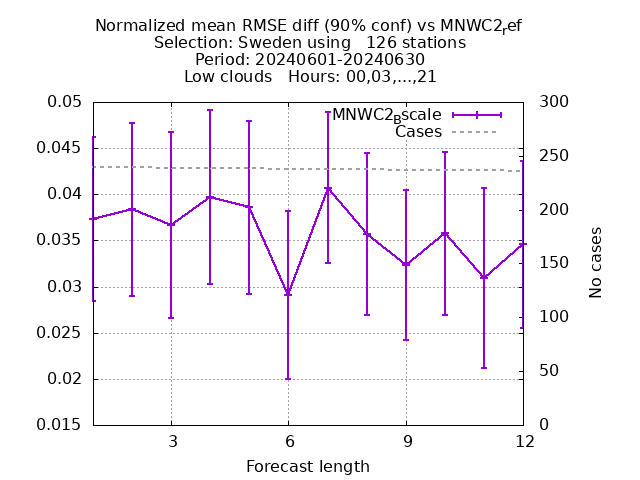 Normalized mean RMSE diff (90% conf) vs MNWC2ref
Selection: Sweden using   126 stations
Period: 20240601-20240630
Low clouds   Hours: 00,03,...,21
MNWC2Bscale
Cases
0.05
0.045
0.04
0.035
0.03
0.025
0.02
0.015
300
250
200
150
100
50
0
No cases
3
6
9
12
Forecast length